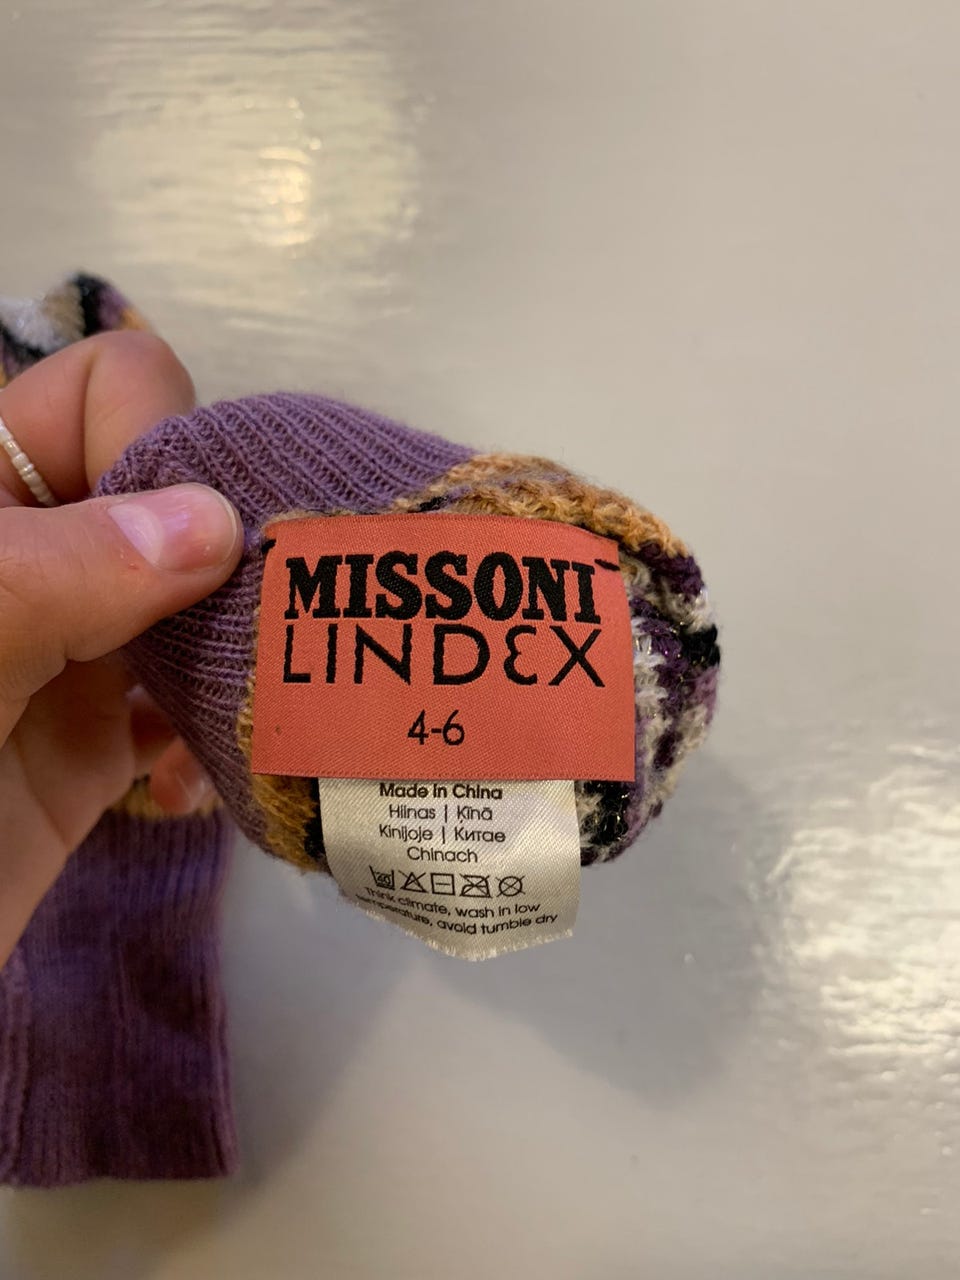 MISSONI
LINDEX
4-6
Made in China
Hiinas | Ķīnā
Kinijoje | Китае
Chinach
40
Think climate, wash in low
temperature, avoid tumble dry